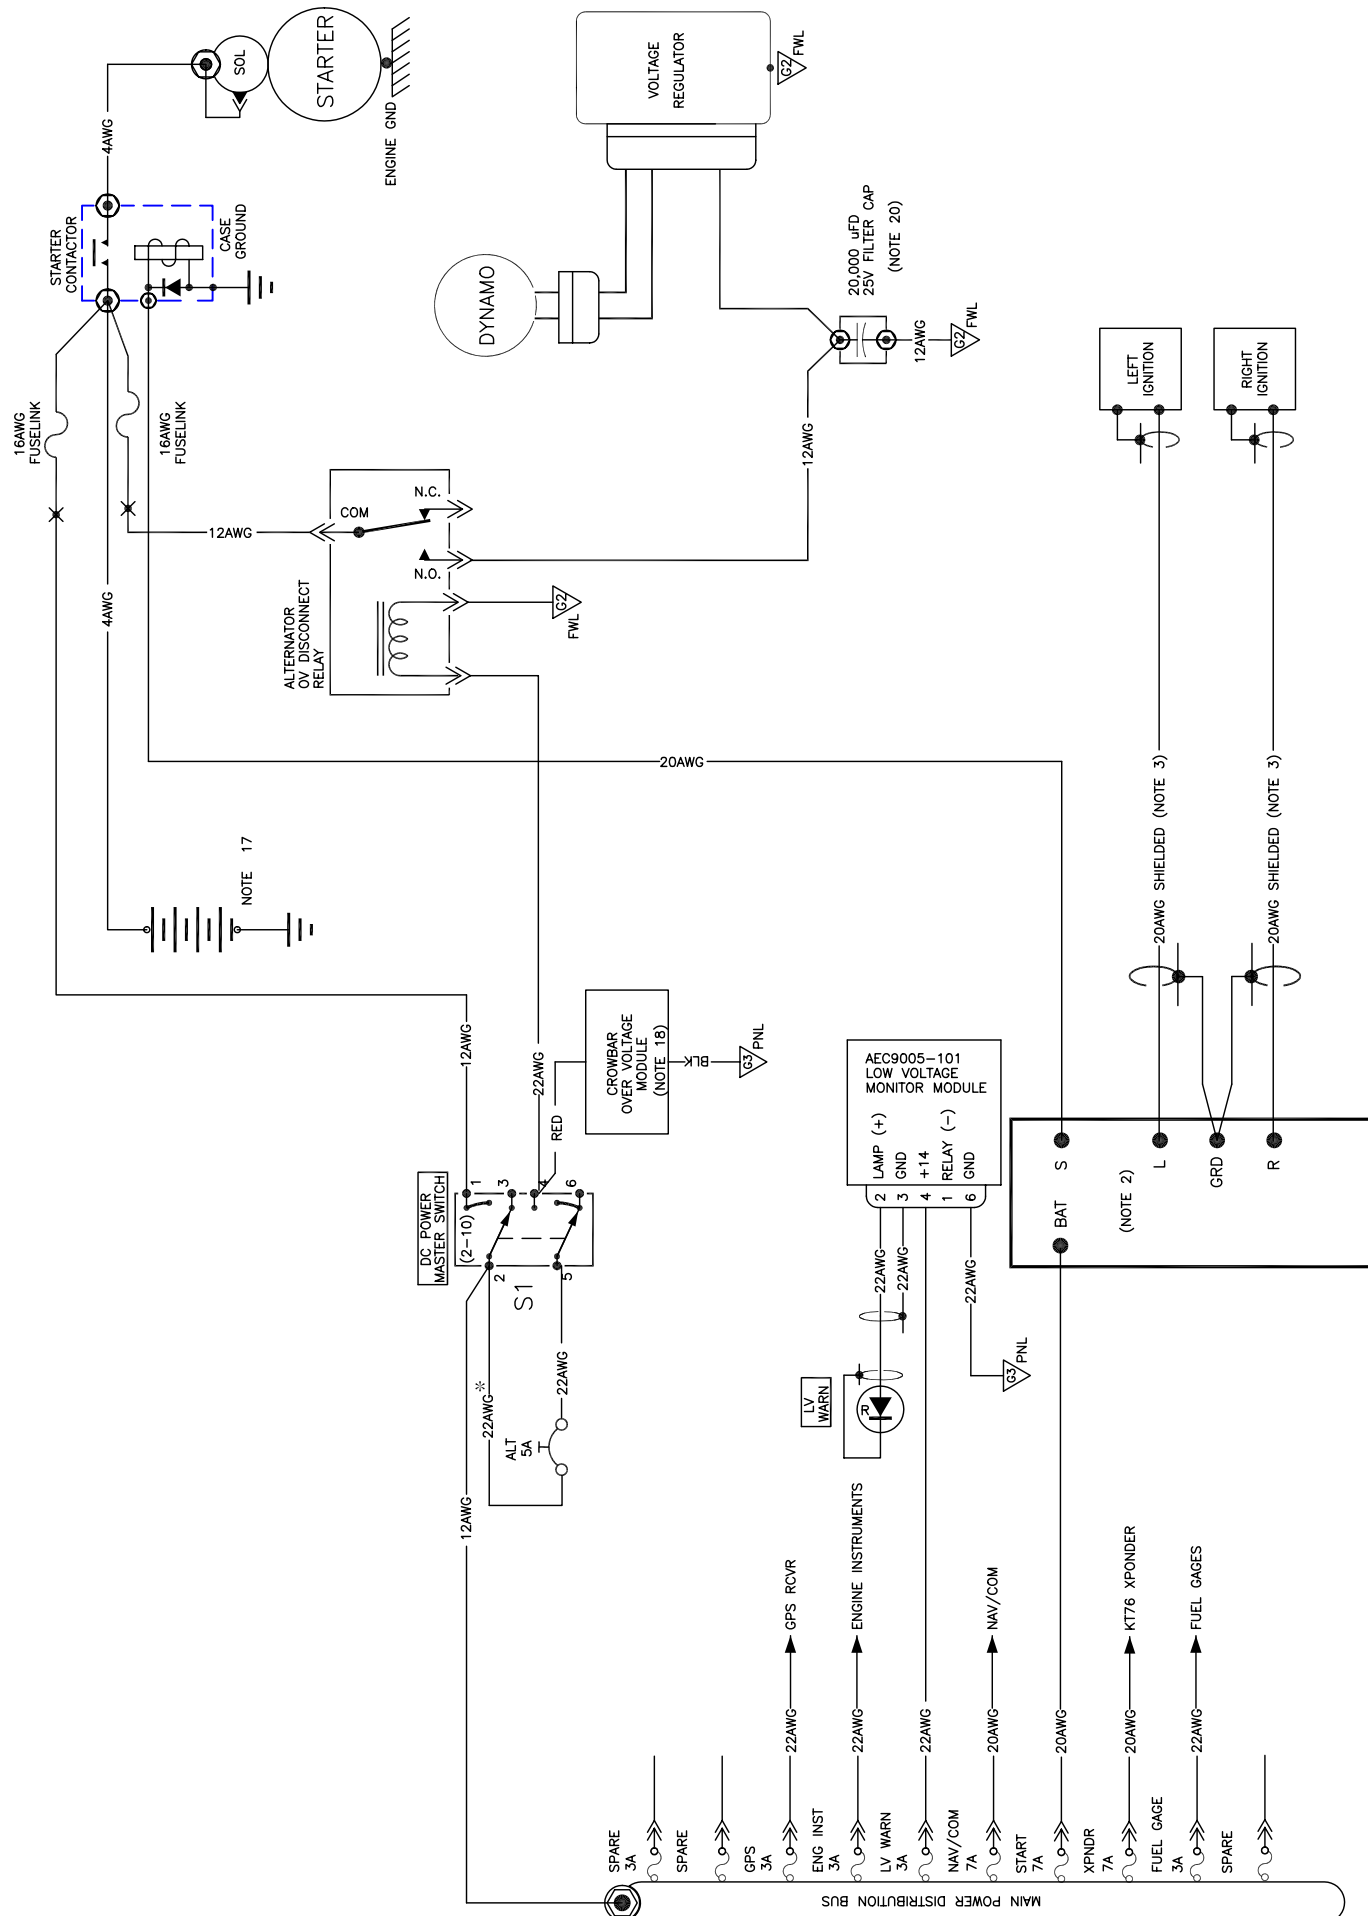 SOL
STARTER
ENGINE GND
4AWG
STARTER
CONTACTOR
CASE
GROUND
VOLTAGE
REGULATOR
G2
FWL
DYNAMO
20,000 uFD
25V FILTER CAP
(NOTE 20)
12AWG
G2
FWL
16AWG
FUSELINK
16AWG
FUSELINK
12AWG
LEFT
IGNITION
RIGHT
IGNITION
COM
N.C.
N.O.
12AWG
4AWG
ALTERNATOR
OV DISCONNECT
RELAY
G2
FWL
20AWG
NOTE 17
20AWG SHIELDED (NOTE 3)
20AWG SHIELDED (NOTE 3)
12AWG
22AWG
RED
CROWBAR
OVER VOLTAGE
MODULE
(NOTE 18)
BLK
G3
PNL
AEC9005-101
LOW VOLTAGE
MONITOR MODULE
LAMP (+)
GND
+14
RELAY (-)
GND
2
3
4
1
6
DC POWER
MASTER SWITCH
(2-10)
1
3
4
6
2
5
S1
S
L
GRD
R
BAT
(NOTE 2)
22AWG
22AWG
22AWG
G3
PNL
LV
WARN
R
22AWG*
22AWG
ALT
5A
12AWG
GPS RCVR
ENGINE INSTRUMENTS
NAV/COM
KT76 XPONDER
FUEL GAGES
22AWG
22AWG
22AWG
20AWG
20AWG
20AWG
22AWG
SPARE
3A
SPARE
GPS
3A
ENG INST
3A
LV WARN
3A
NAV/COM
7A
START
7A
XPNDR
7A
FUEL GAGE
3A
SPARE
MAIN POWER DISTRIBUTION BUS